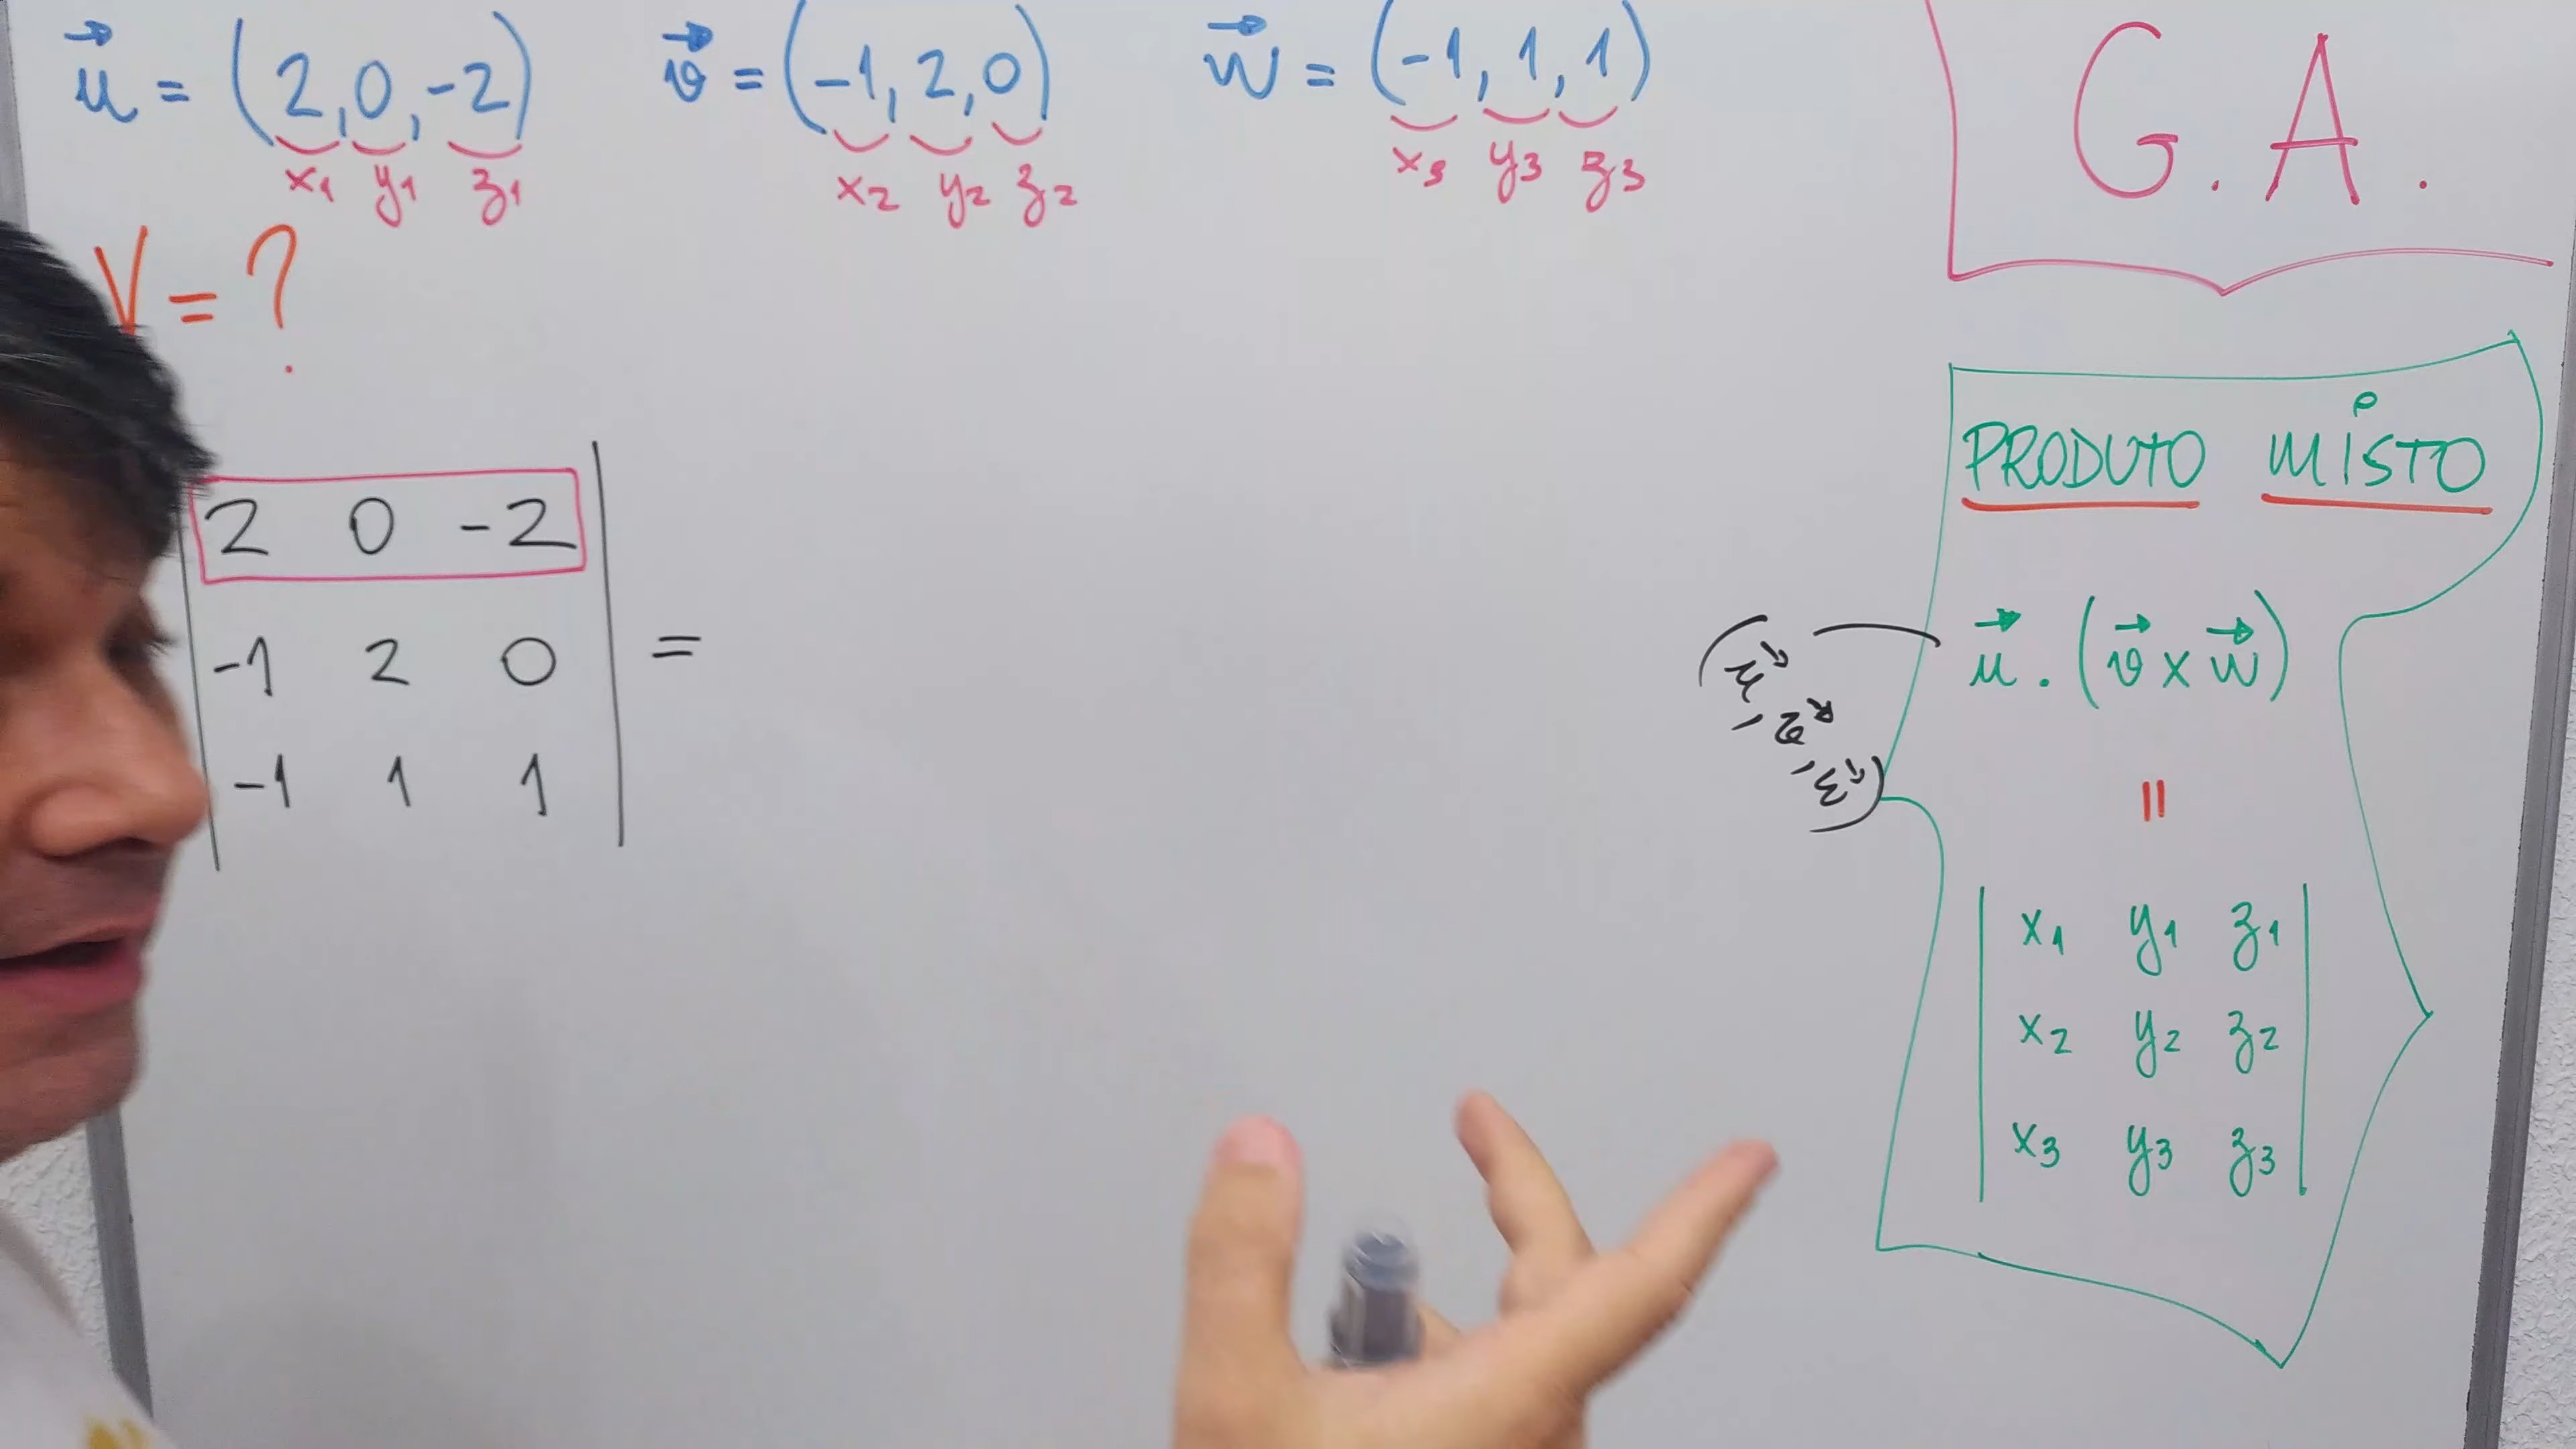 u⃗ = (2,0,-2)
x1 y1 z1
v⃗ = (-1,2,0)
x2 y2 z2
w⃗ = (-1,1,1)
x3 y3 z3
G.A.
V = ?
2 0 -2
-1 2 0
-1 1 1
=
(u⃗, v⃗, w⃗)
PRODUTO MISTO
u⃗ . (v⃗ x w⃗)
=
x1 y1 z1
x2 y2 z2
x3 y3 z3